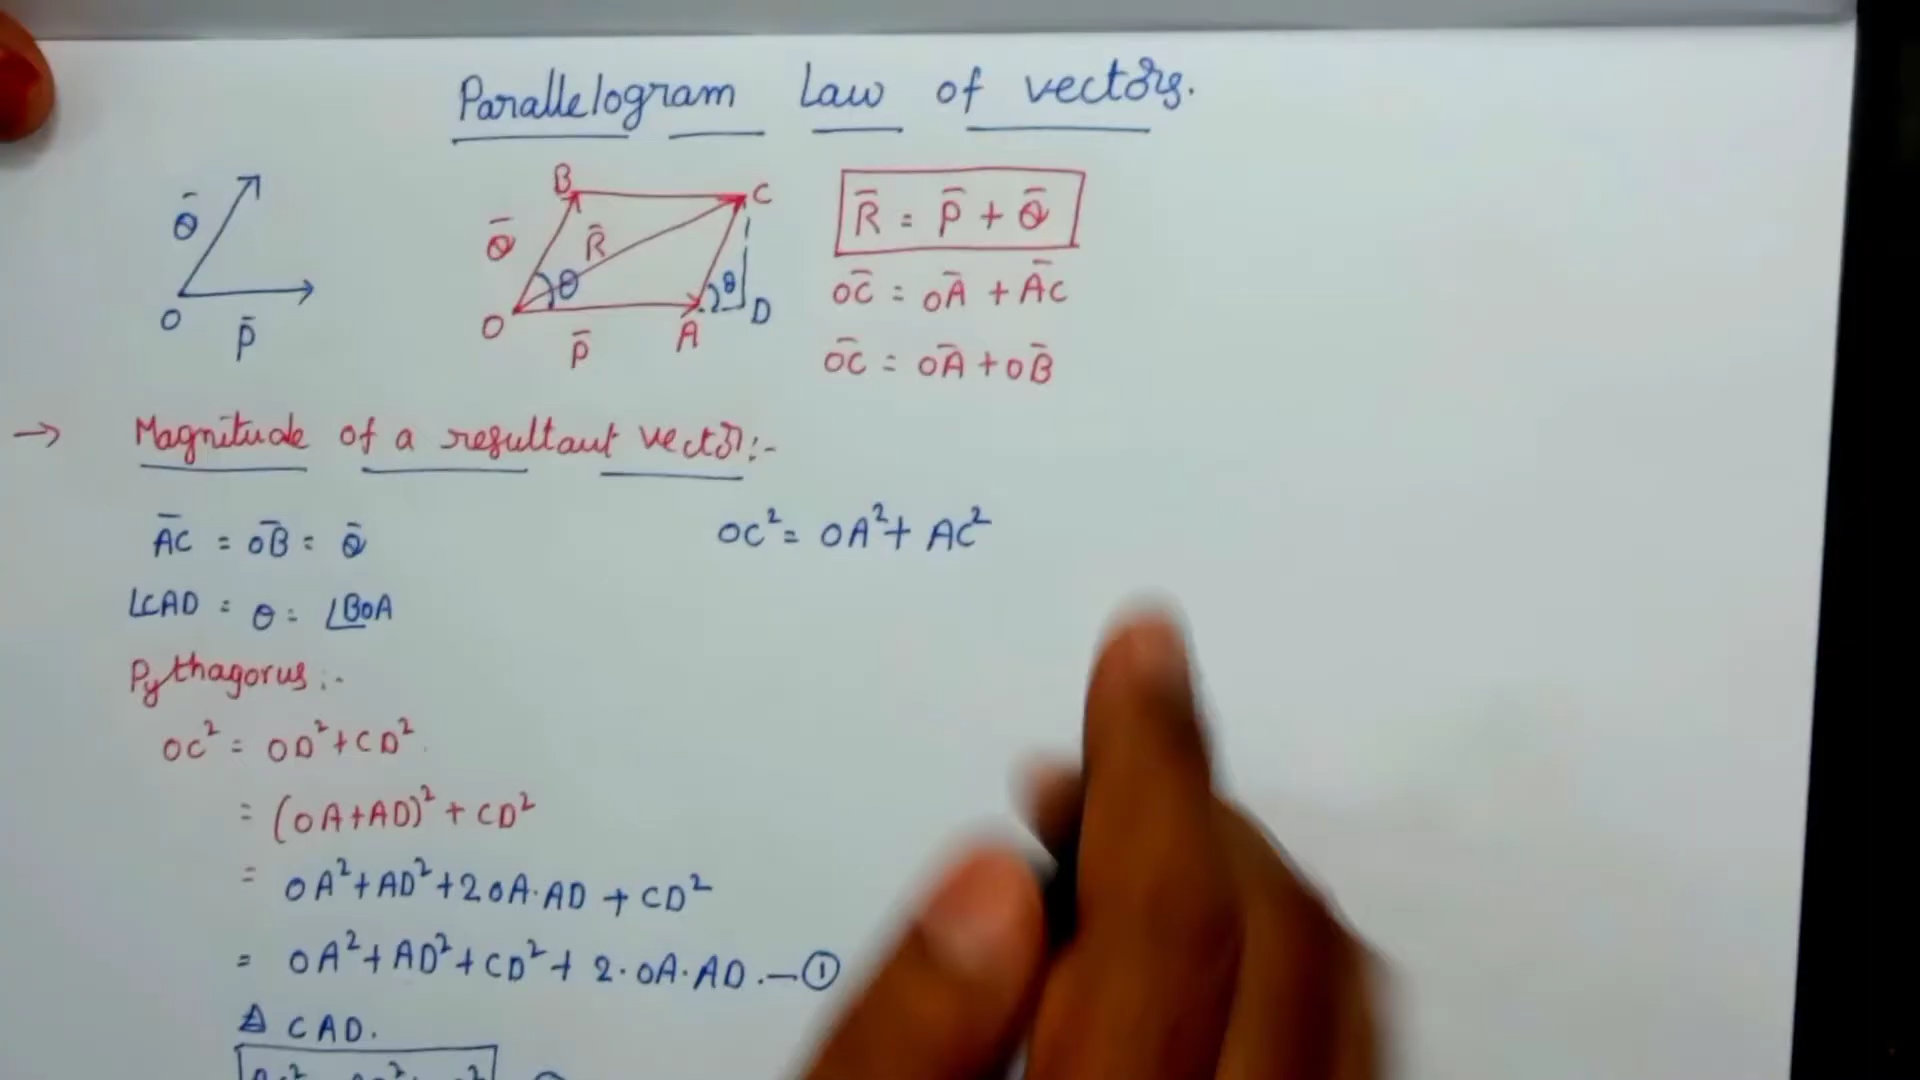 Parallelogram Law of vectors.
Q̄
O
P̄
B
C
Q̄
R̄
θ
θ
O
P̄
A
D
R̄ = P̄ + Q̄
OC̄ = OĀ + ĀC
OC̄ = OĀ + OB̄
→ Magnitude of a resultant vector:-
ĀC = OB̄ = Q̄
∠CAD = θ = ∠BOA
Pythagorus :-
OC² = OD² + CD².
= (OA+AD)² + CD²
= OA² + AD² + 2OA·AD + CD²
= OA² + AD² + CD² + 2·OA·AD. — ①
Δ CAD.
OC² = OA² + AC²